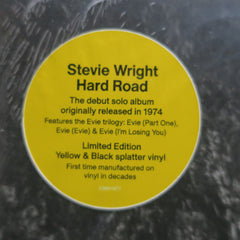 Stevie Wright
Hard Road
The debut solo album
originally released in 1974
Features the Evie trilogy: Evie (Part One),
Evie (Evie) & Evie (I'm Losing You)
Limited Edition
Yellow & Black splatter vinyl
First time manufactured on
vinyl in decades